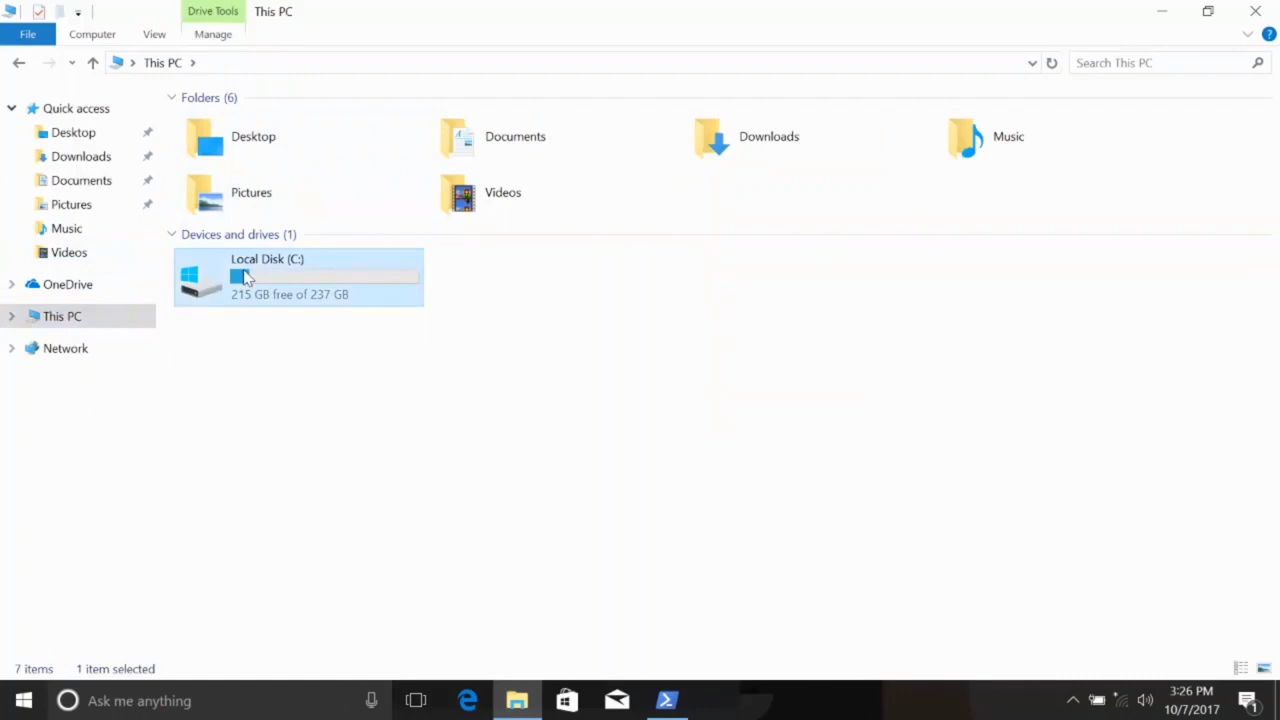 Drive Tools
This PC
File
Computer
View
Manage
?
This PC
Search This PC
Quick access
Desktop
Downloads
Documents
Pictures
Music
Videos
OneDrive
This PC
Network
Folders (6)
Desktop
Documents
Downloads
Music
Pictures
Videos
Devices and drives (1)
Local Disk (C:)
215 GB free of 237 GB
7 items
1 item selected
Ask me anything
3:26 PM
10/7/2017
1